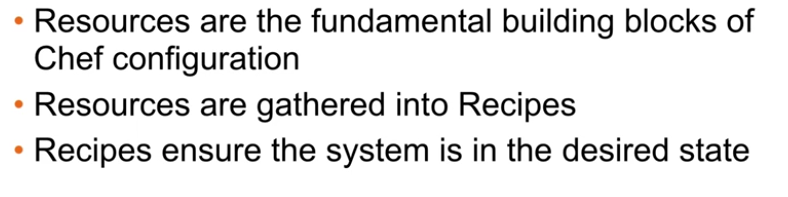 • Resources are the fundamental building blocks of
Chef configuration
• Resources are gathered into Recipes
• Recipes ensure the system is in the desired state